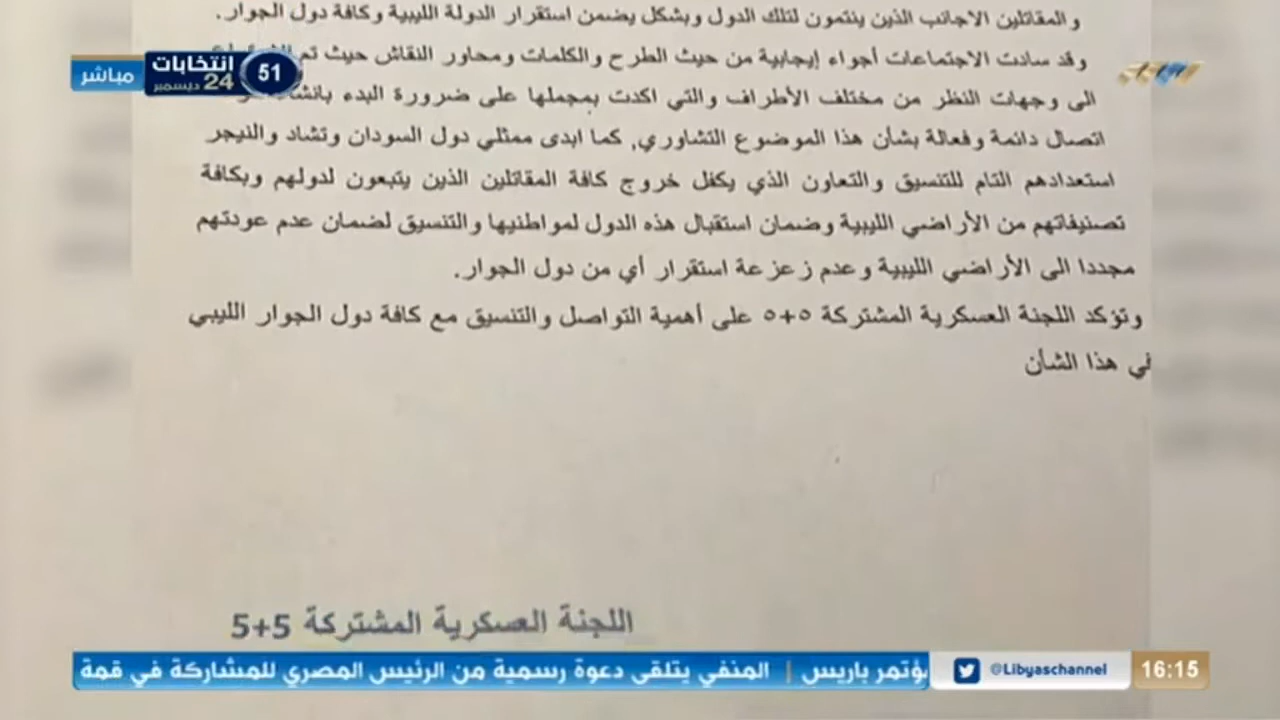 والمقاتلين الاجانب الذين ينتمون لتلك الدول وبشكل يضمن استقرار الدولة الليبية وكافة دول الجوار.
وقد سادت الاجتماعات أجواء إيجابية من حيث الطرح والكلمات ومحاور النقاش حيث تم
الى وجهات النظر من مختلف الأطراف والتي اكدت بمجملها على ضرورة البدء
اتصال دائمة وفعالة بشأن هذا الموضوع التشاوري, كما ابدى ممثلي دول السودان وتشاد والنيجر
استعدادهم التام للتنسيق والتعاون الذي يكفل خروج كافة المقاتلين الذين يتبعون لدولهم وبكافة
تصنيفاتهم من الأراضي الليبية وضمان استقبال هذه الدول لمواطنيها والتنسيق لضمان عدم عودتهم
مجددا الى الأراضي الليبية وعدم زعزعة استقرار أي من دول الجوار.
وتؤكد اللجنة العسكرية المشتركة ٥+٥ على أهمية التواصل والتنسيق مع كافة دول الجوار الليبي
في هذا الشأن
اللجنة العسكرية المشتركة 5+5
51
انتخابات
24 ديسمبر
مباشر
16:15
@Libyaschannel
مؤتمر باريس | المنفي يتلقى دعوة رسمية من الرئيس المصري للمشاركة في قمة